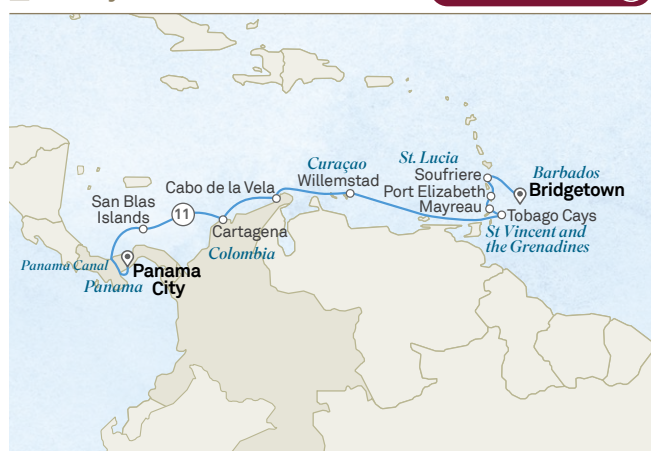 Curaçao
Willemstad
St. Lucia
Soufriere
Port Elizabeth
Mayreau
Barbados
Bridgetown
Tobago Cays
St Vincent and
the Grenadines
Cabo de la Vela
San Blas
Islands
11
Cartagena
Colombia
Panama Canal
Panama
City
Panama